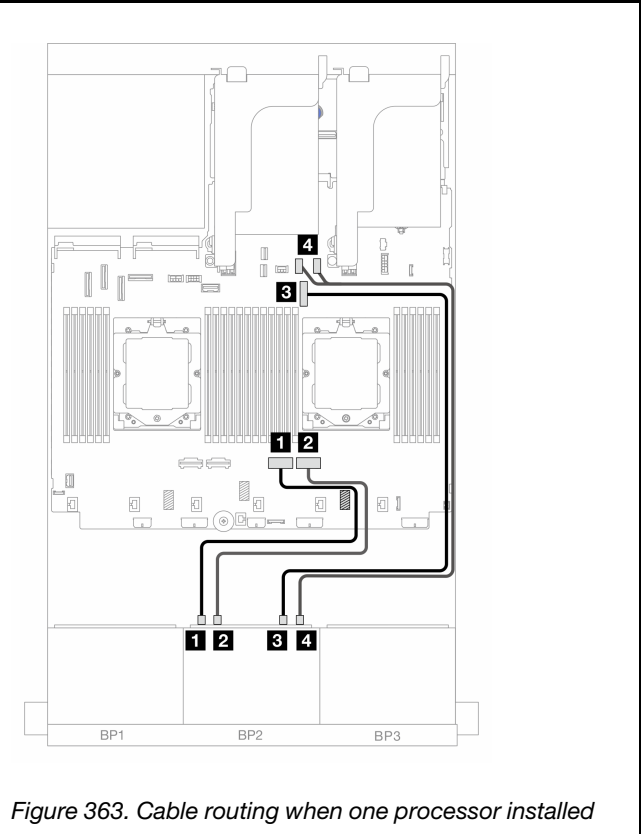 4
3
1 2
1 2 3 4
BP1 BP2 BP3
Figure 363. Cable routing when one processor installed